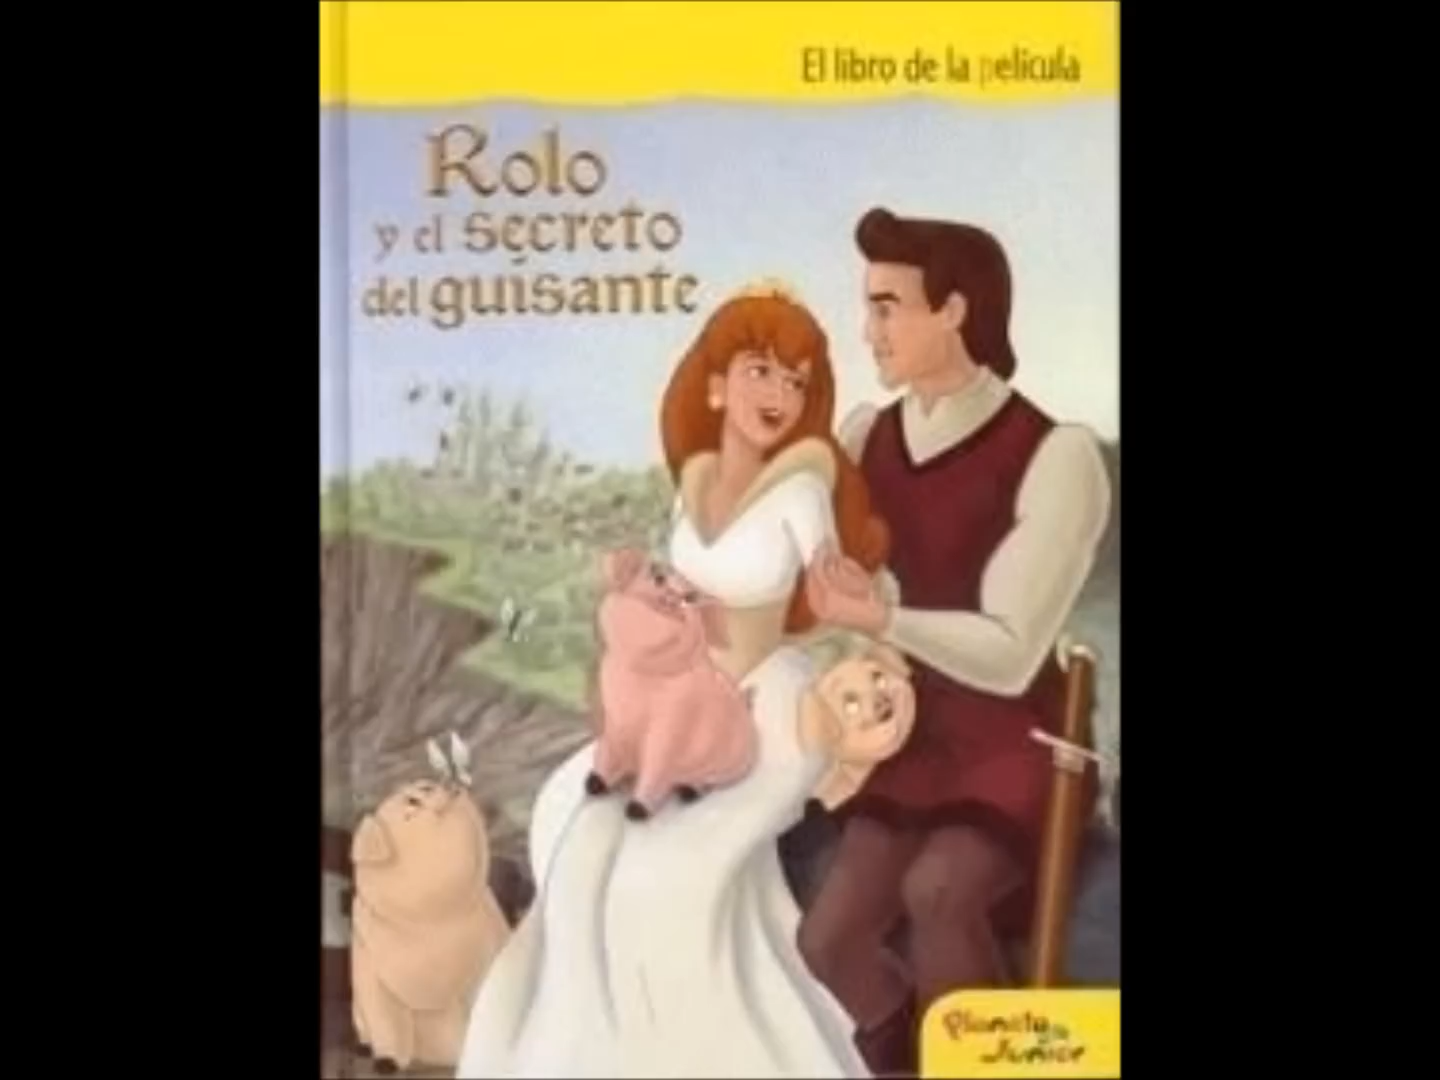 El libro de la película
Rolo
y el secreto
del guisante
Planeta
Junior